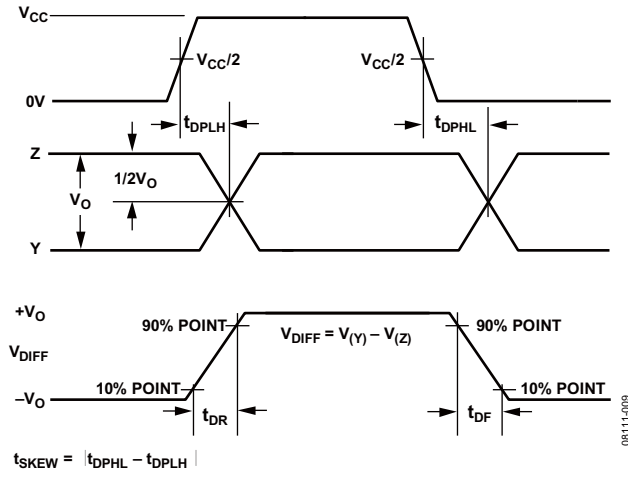 VCC
VCC/2
VCC/2
0V
tDPLH
tDPHL
Z
1/2VO
VO
Y
+VO
90% POINT
VDIFF = V(Y) – V(Z)
90% POINT
VDIFF
10% POINT
10% POINT
–VO
tDR
tDF
tSKEW = |tDPHL – tDPLH|
08111-009